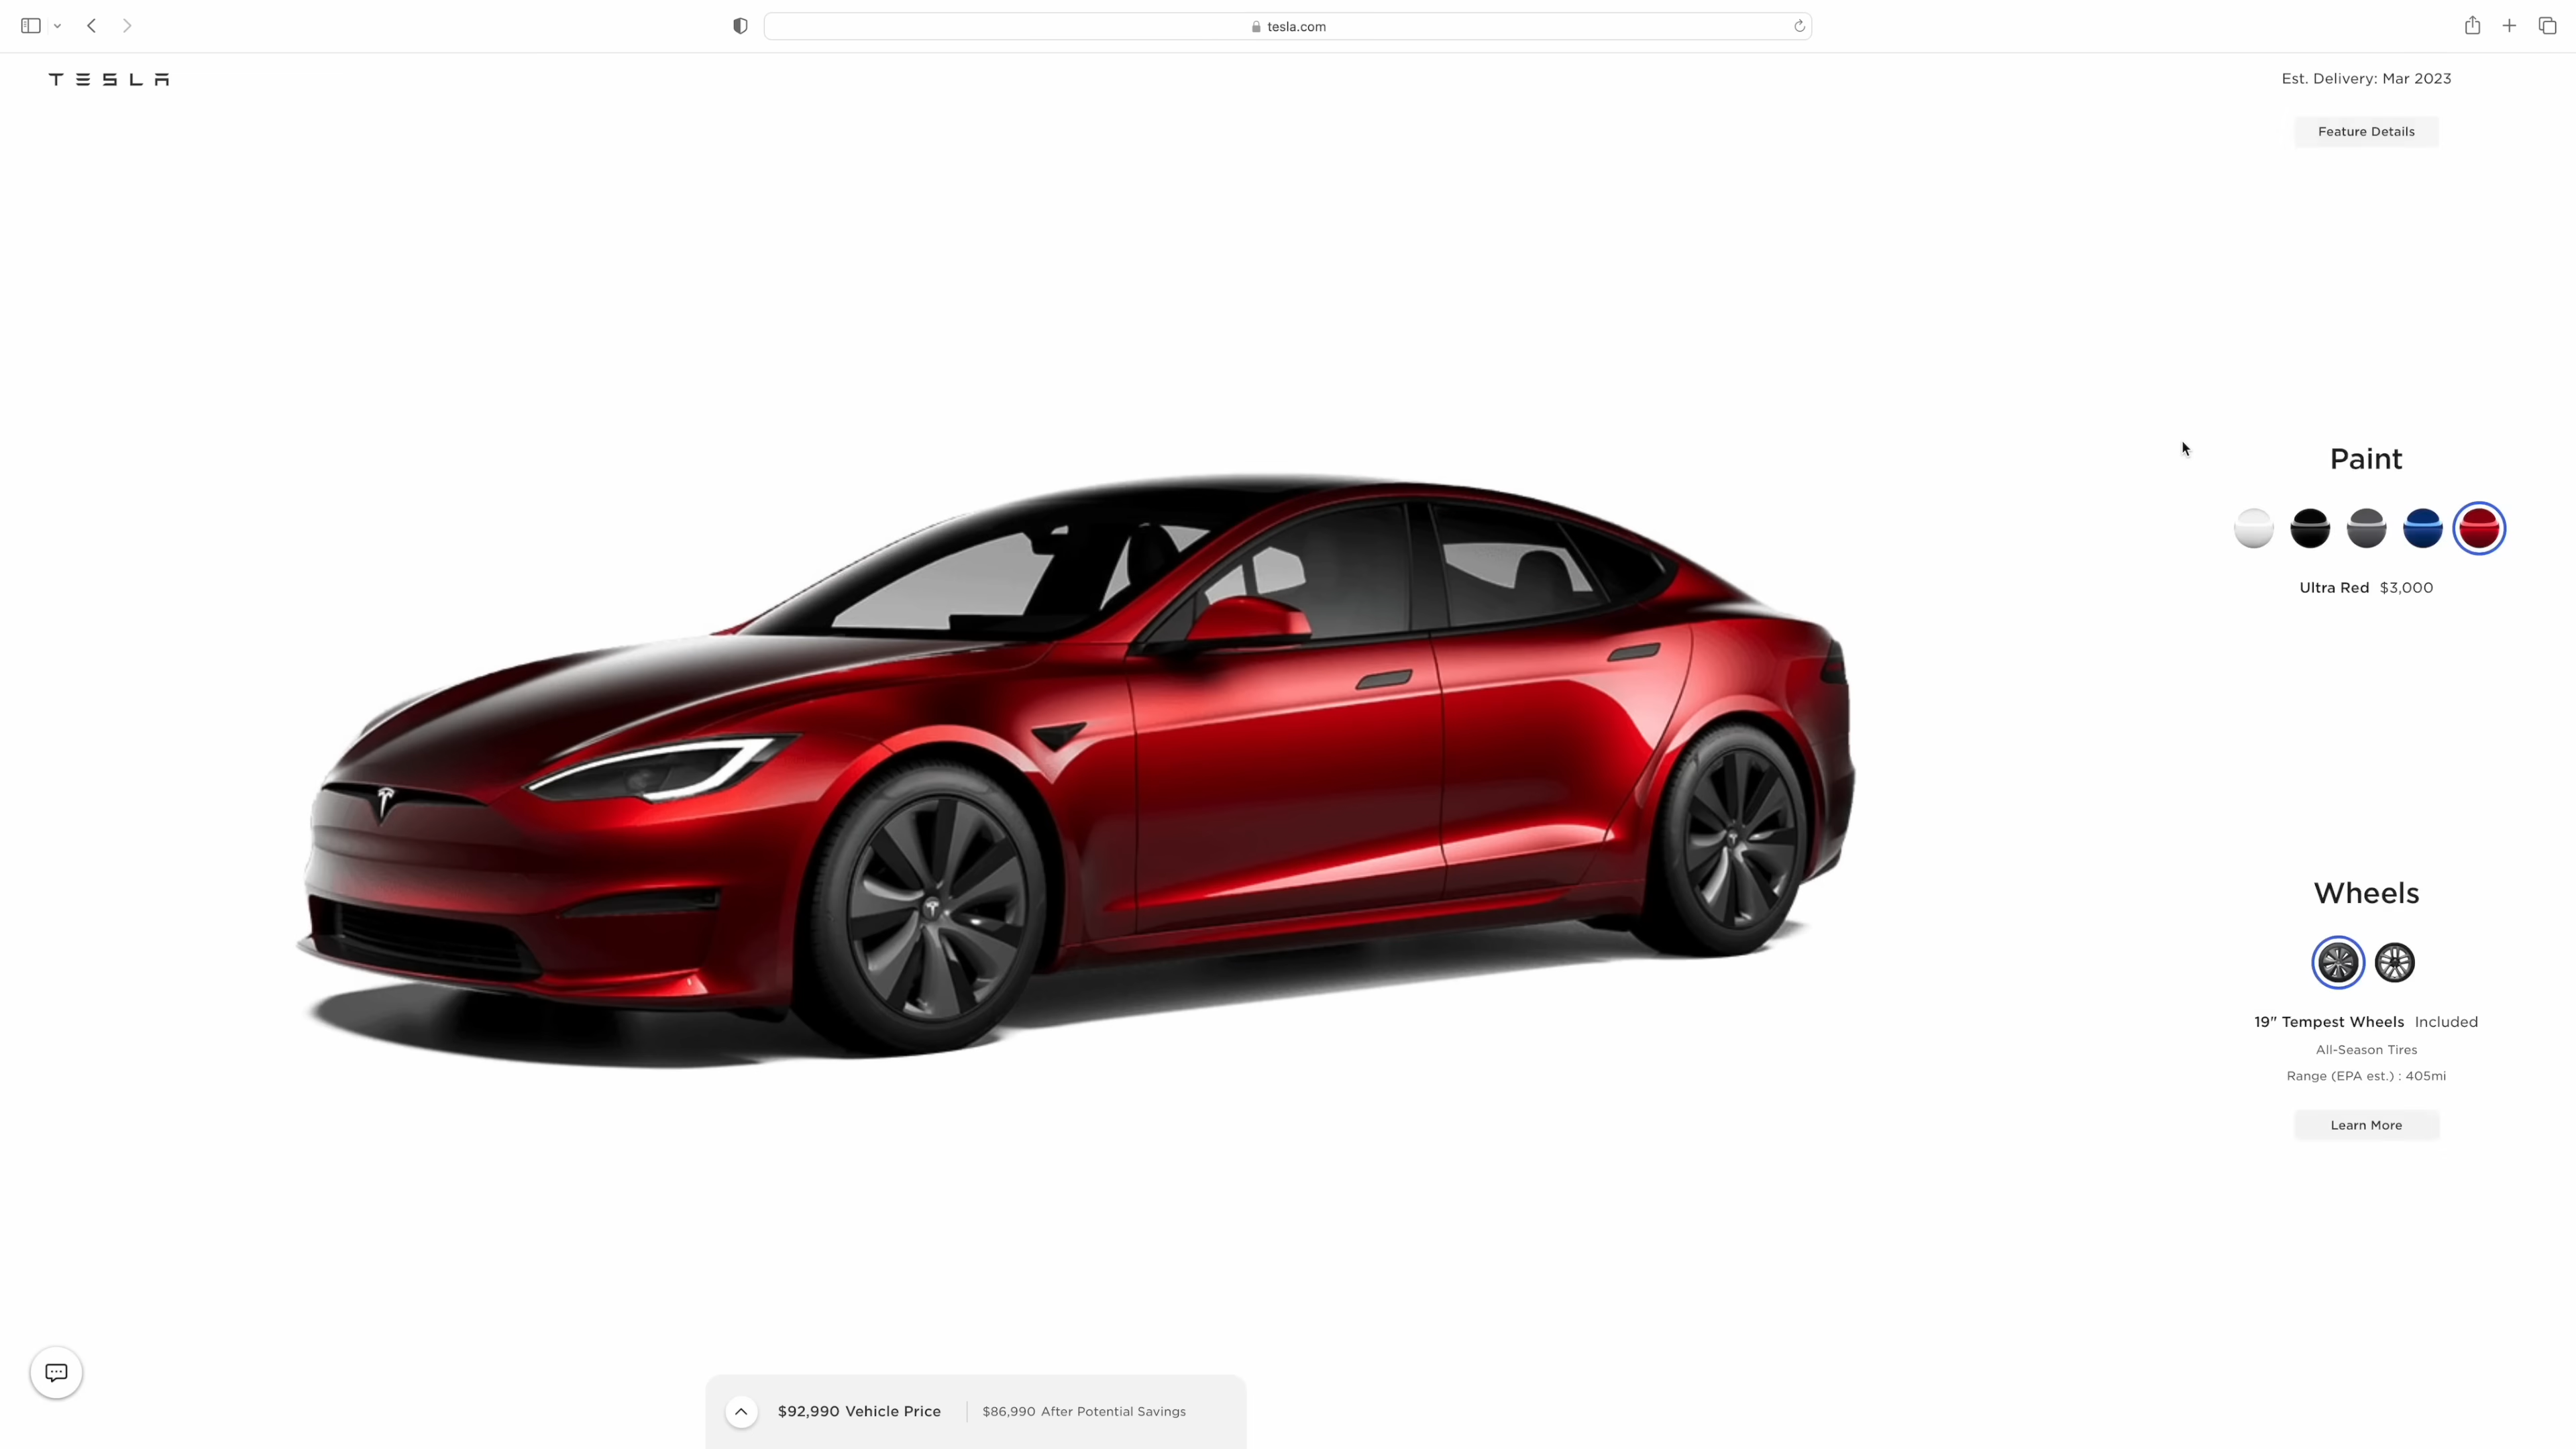 tesla.com
TESLA
Est. Delivery: Mar 2023
Feature Details
Paint
Ultra Red $3,000
Wheels
19" Tempest Wheels Included
All-Season Tires
Range (EPA est.) : 405mi
Learn More
$92,990 Vehicle Price
$86,990 After Potential Savings